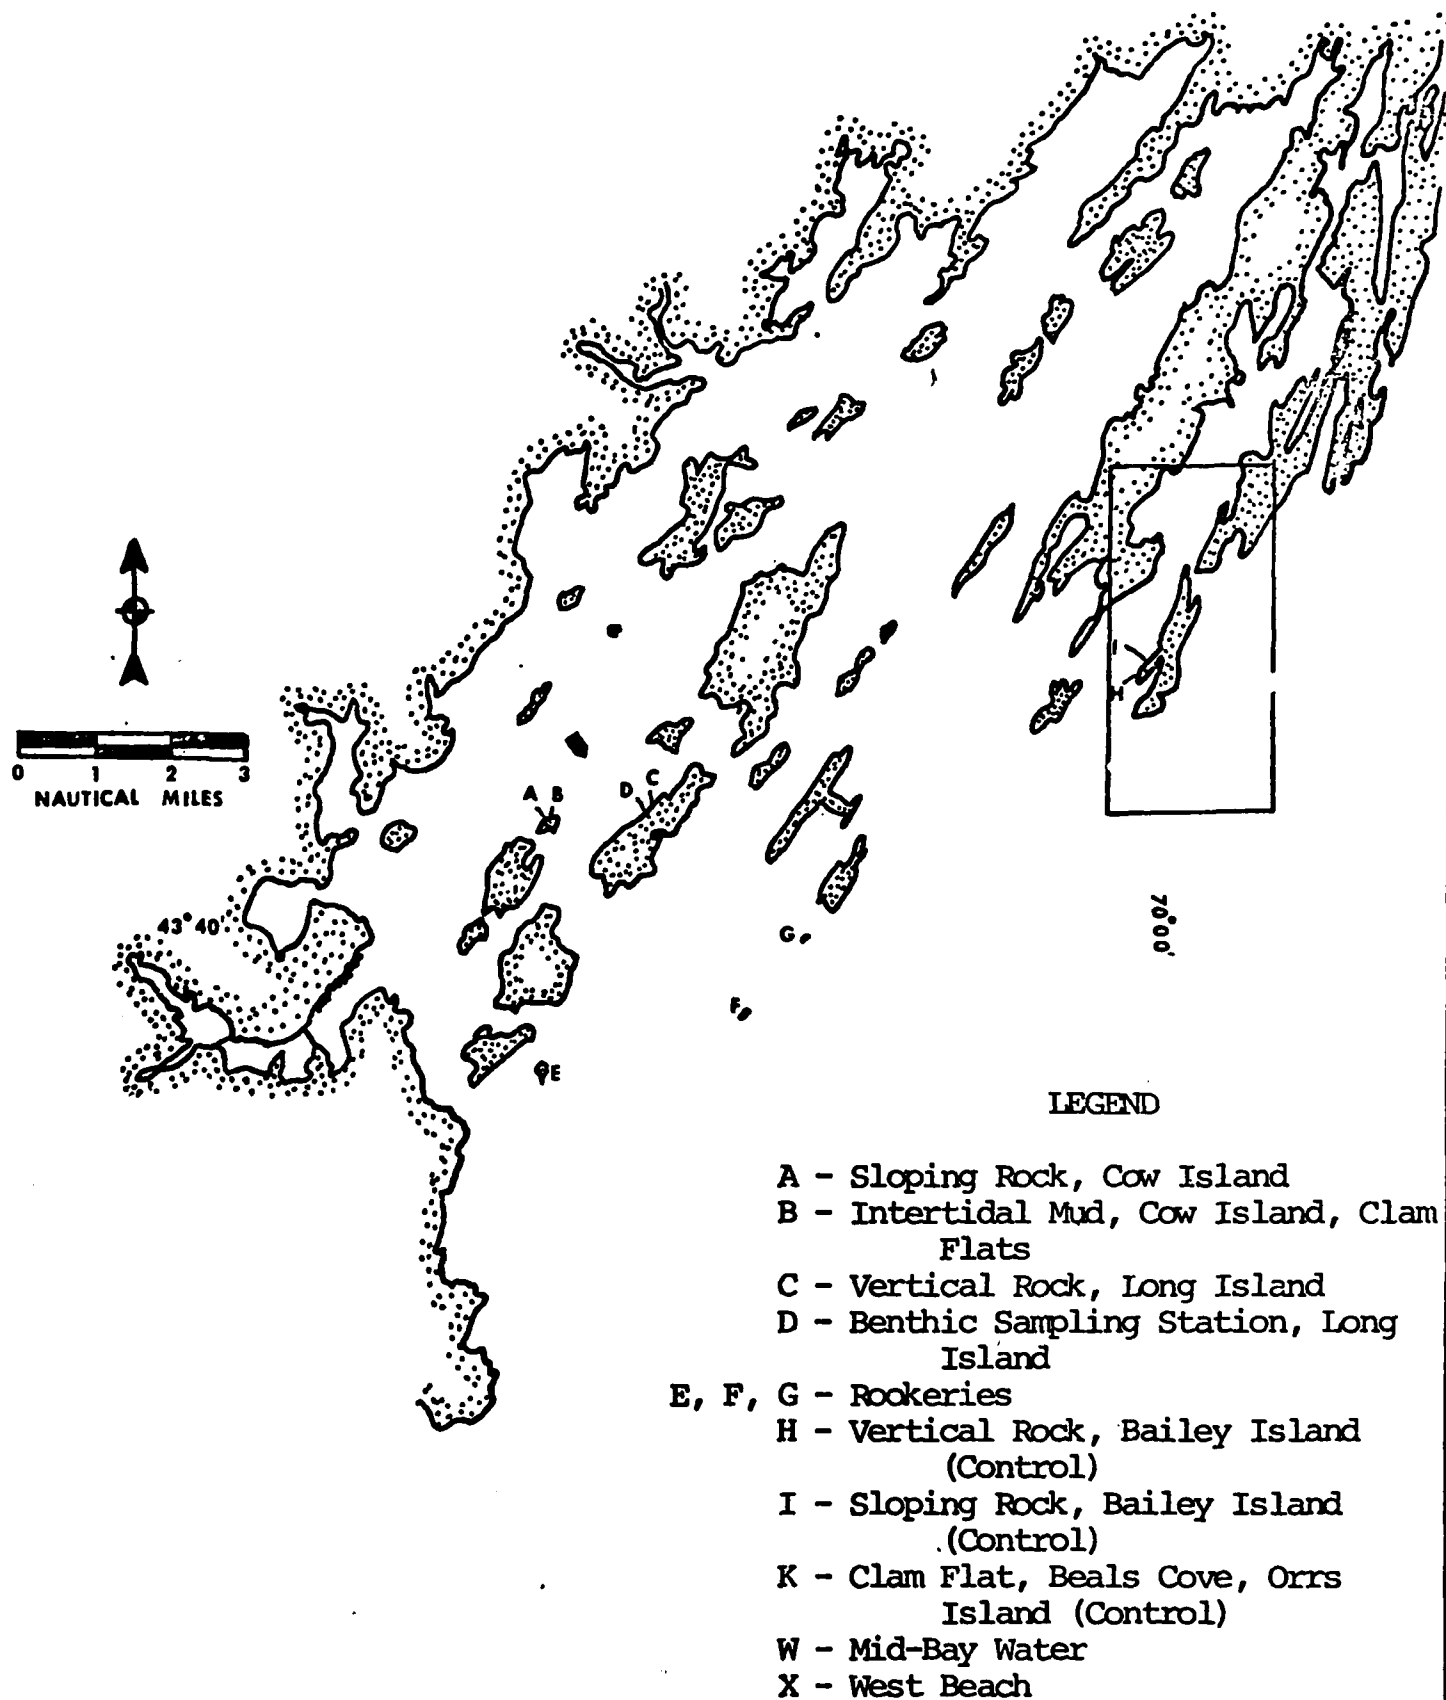 I
H
0 1 2 3
NAUTICAL MILES
A B
D C
43°40'
70°00'
G
F
E
LEGEND
A - Sloping Rock, Cow Island
B - Intertidal Mud, Cow Island, Clam
Flats
C - Vertical Rock, Long Island
D - Benthic Sampling Station, Long
Island
E, F, G - Rookeries
H - Vertical Rock, Bailey Island
(Control)
I - Sloping Rock, Bailey Island
(Control)
K - Clam Flat, Beals Cove, Orrs
Island (Control)
W - Mid-Bay Water
X - West Beach